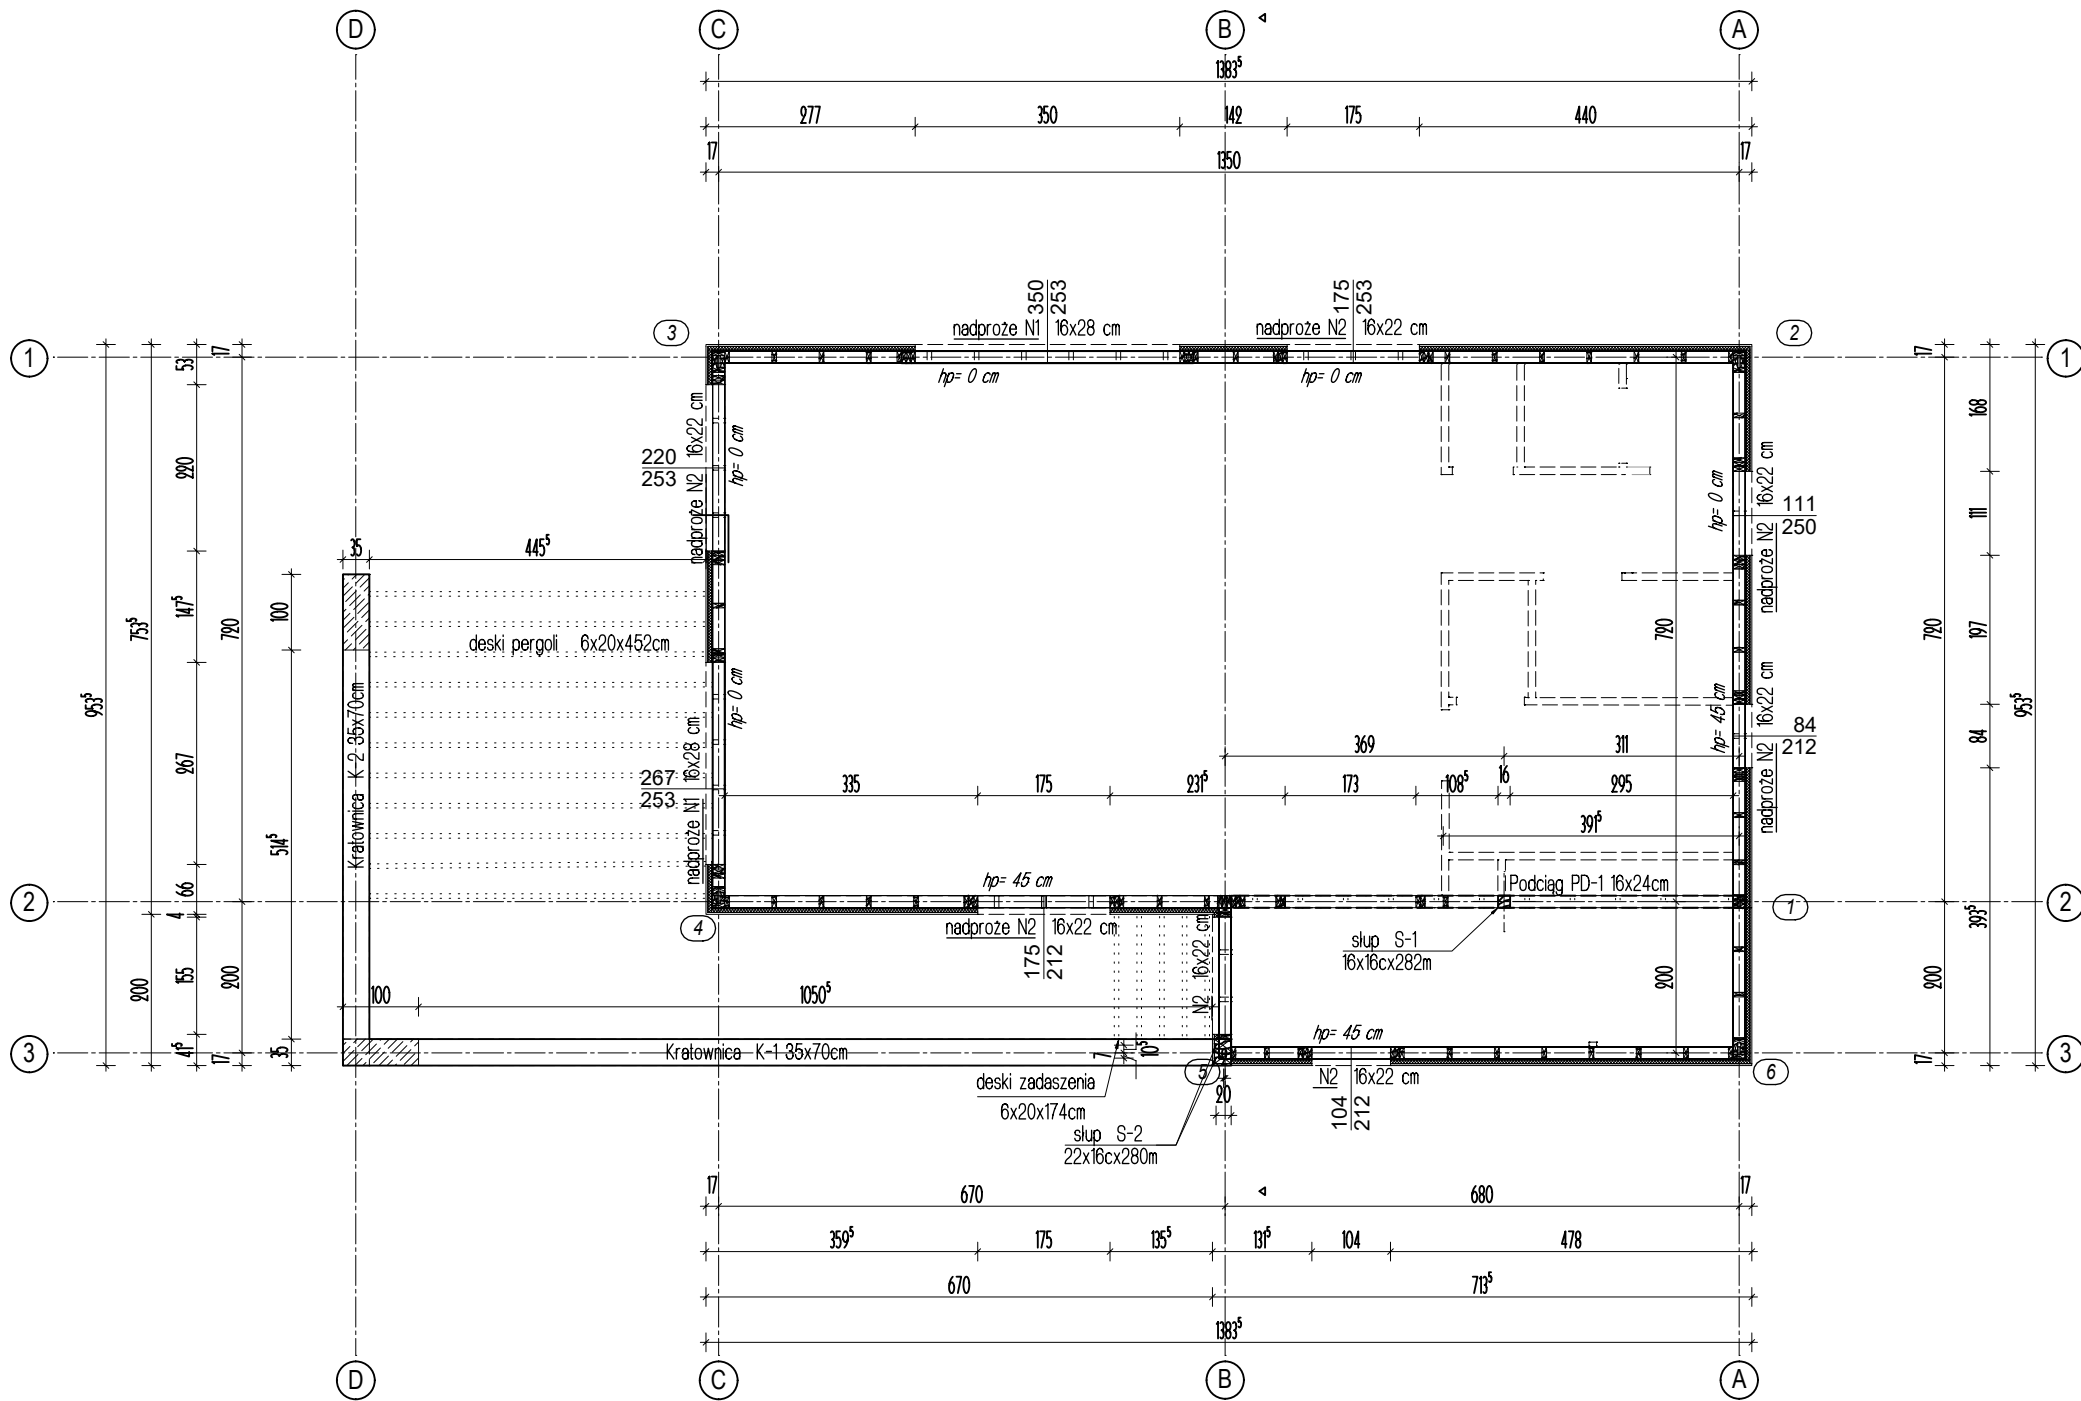 D
C
B
A
1383⁵
277
350
142
175
440
17
1350
17
350
253
175
253
3
nadproże N1 16x28 cm
nadproże N2 16x22 cm
2
1
1
hp= 0 cm
hp= 0 cm
53
17
220
147⁵
720
753⁵
953⁵
267
66
4
155
200
200
41⁵
17
100
514⁵
35
220
253
nadproże N2 16x22 cm
hp= 0 cm
35
445⁵
deski pergoli 6x20x452cm
Kratownica K-2 35x70cm
hp= 0 cm
267
253
nadproże N1 16x28 cm
17
168
111
197
720
84
953⁵
393⁵
200
17
hp= 0 cm
nadproże N2 16x22 cm
111
250
720
hp= 45 cm
nadproże N2 16x22 cm
84
212
369
311
335
175
231⁵
173
108⁵
16
295
391⁵
hp= 45 cm
Podciąg PD-1 16x24cm
2
2
1
4
nadproże N2 16x22 cm
175
212
N2 16x22 cm
słup S-1
16x16cx282m
200
100
1050⁵
3
3
Kratownica K-1 35x70cm
7
10⁵
hp= 45 cm
5
6
deski zadaszenia
6x20x174cm
20
N2 16x22 cm
104
212
słup S-2
22x16cx280m
17
670
680
17
359⁵
175
135⁵
131⁵
104
478
670
713⁵
1383⁵
D
C
B
A